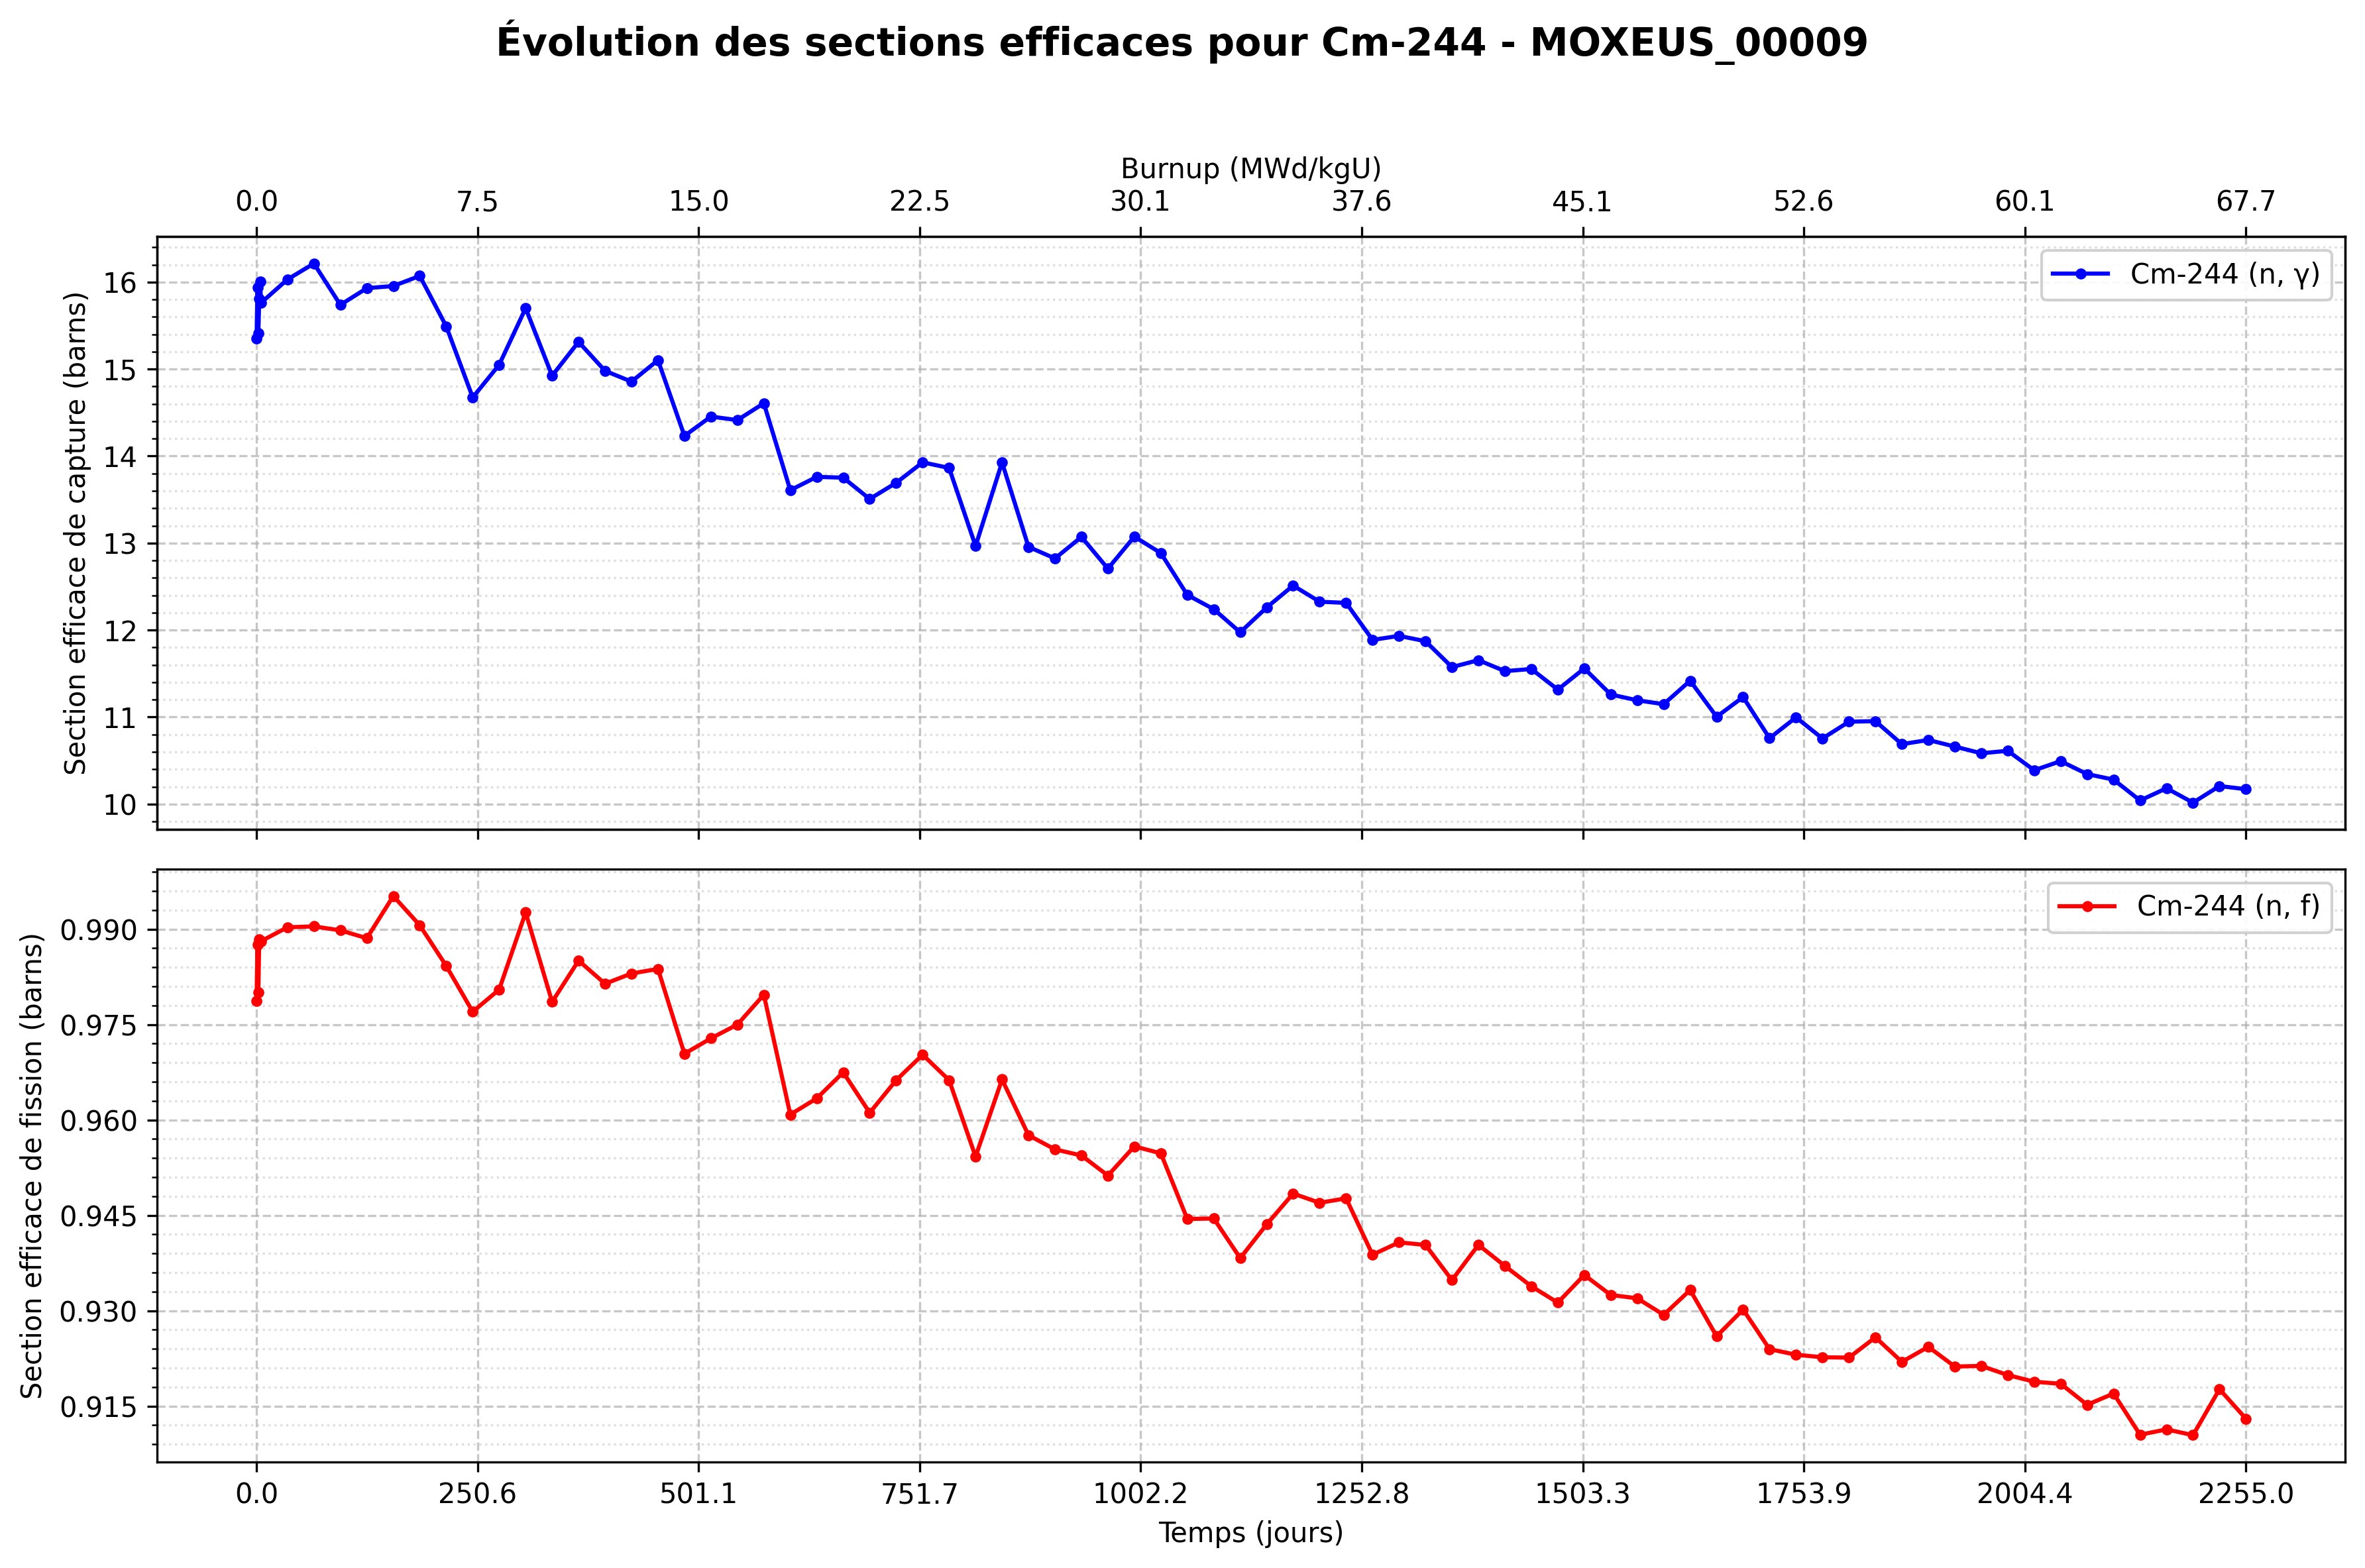 Évolution des sections efficaces pour Cm-244 - MOXEUS_00009
Burnup (MWd/kgU)
0.0 7.5 15.0 22.5 30.1 37.6 45.1 52.6 60.1 67.7
Section efficace de capture (barns)
16
15
14
13
12
11
10
Cm-244 (n, γ)
Section efficace de fission (barns)
0.990
0.975
0.960
0.945
0.930
0.915
Cm-244 (n, f)
0.0 250.6 501.1 751.7 1002.2 1252.8 1503.3 1753.9 2004.4 2255.0
Temps (jours)